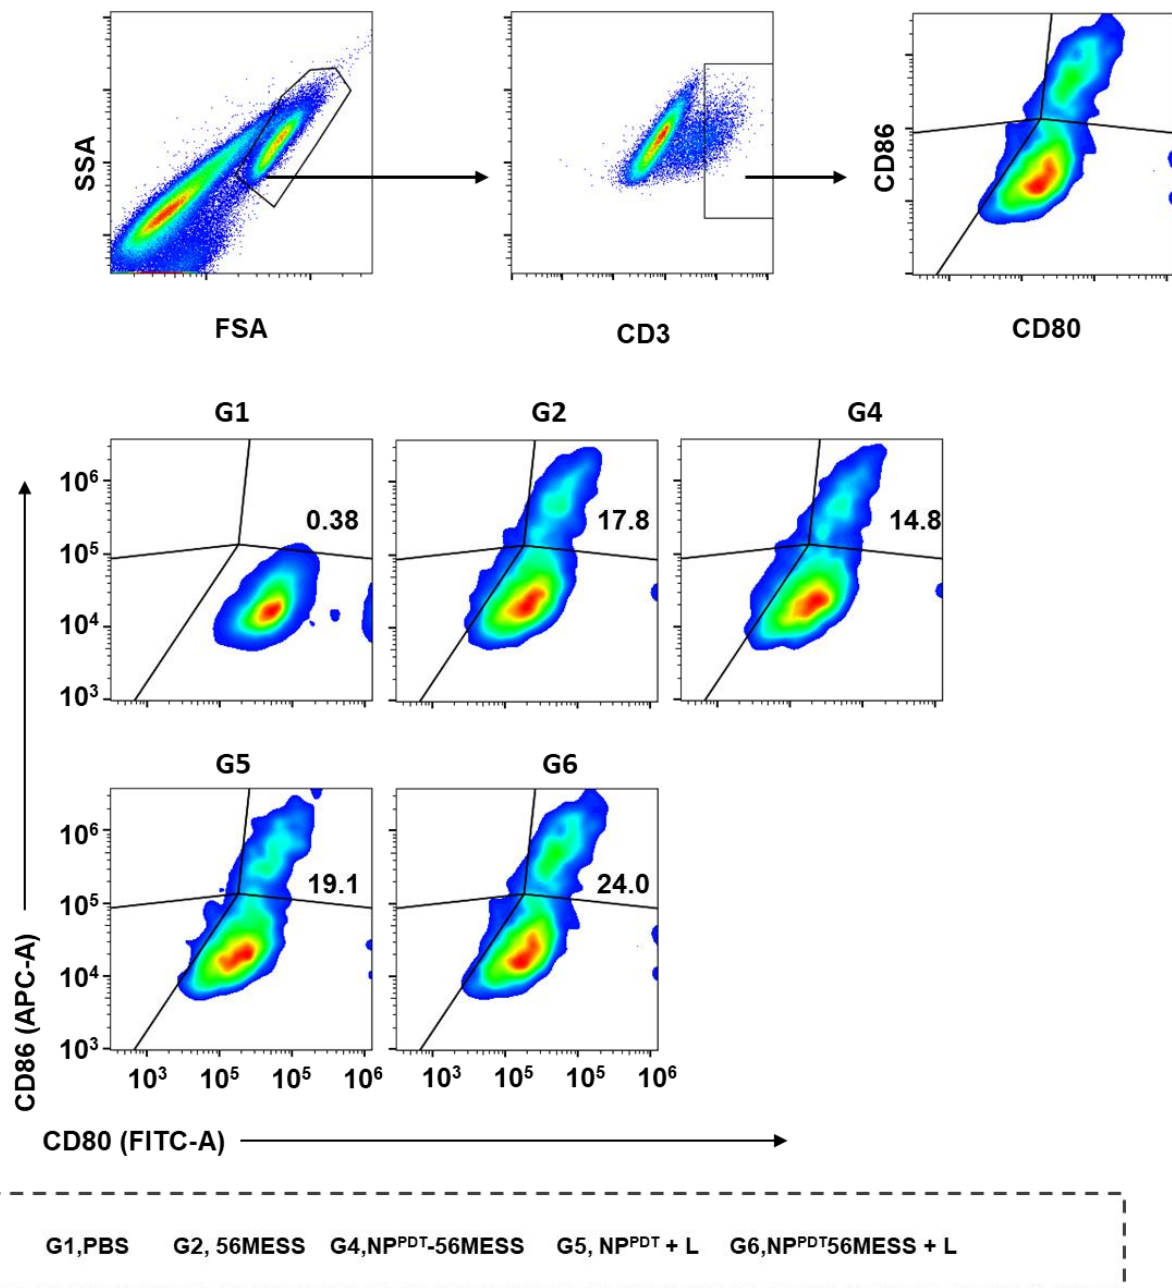 SSA
CD86
FSA
CD3
CD80
G1
G2
G4
10⁶
10⁵
10⁴
10³
0.38
17.8
14.8
G5
G6
10⁶
10⁵
10⁴
10³
19.1
24.0
10³ 10⁵ 10⁵ 10⁶
10³ 10⁵ 10⁵ 10⁶
CD86 (APC-A)
CD80 (FITC-A)
G1,PBS G2, 56MESS G4,NPᴾᴰᵀ-56MESS G5, NPᴾᴰᵀ + L G6,NPᴾᴰᵀ56MESS + L